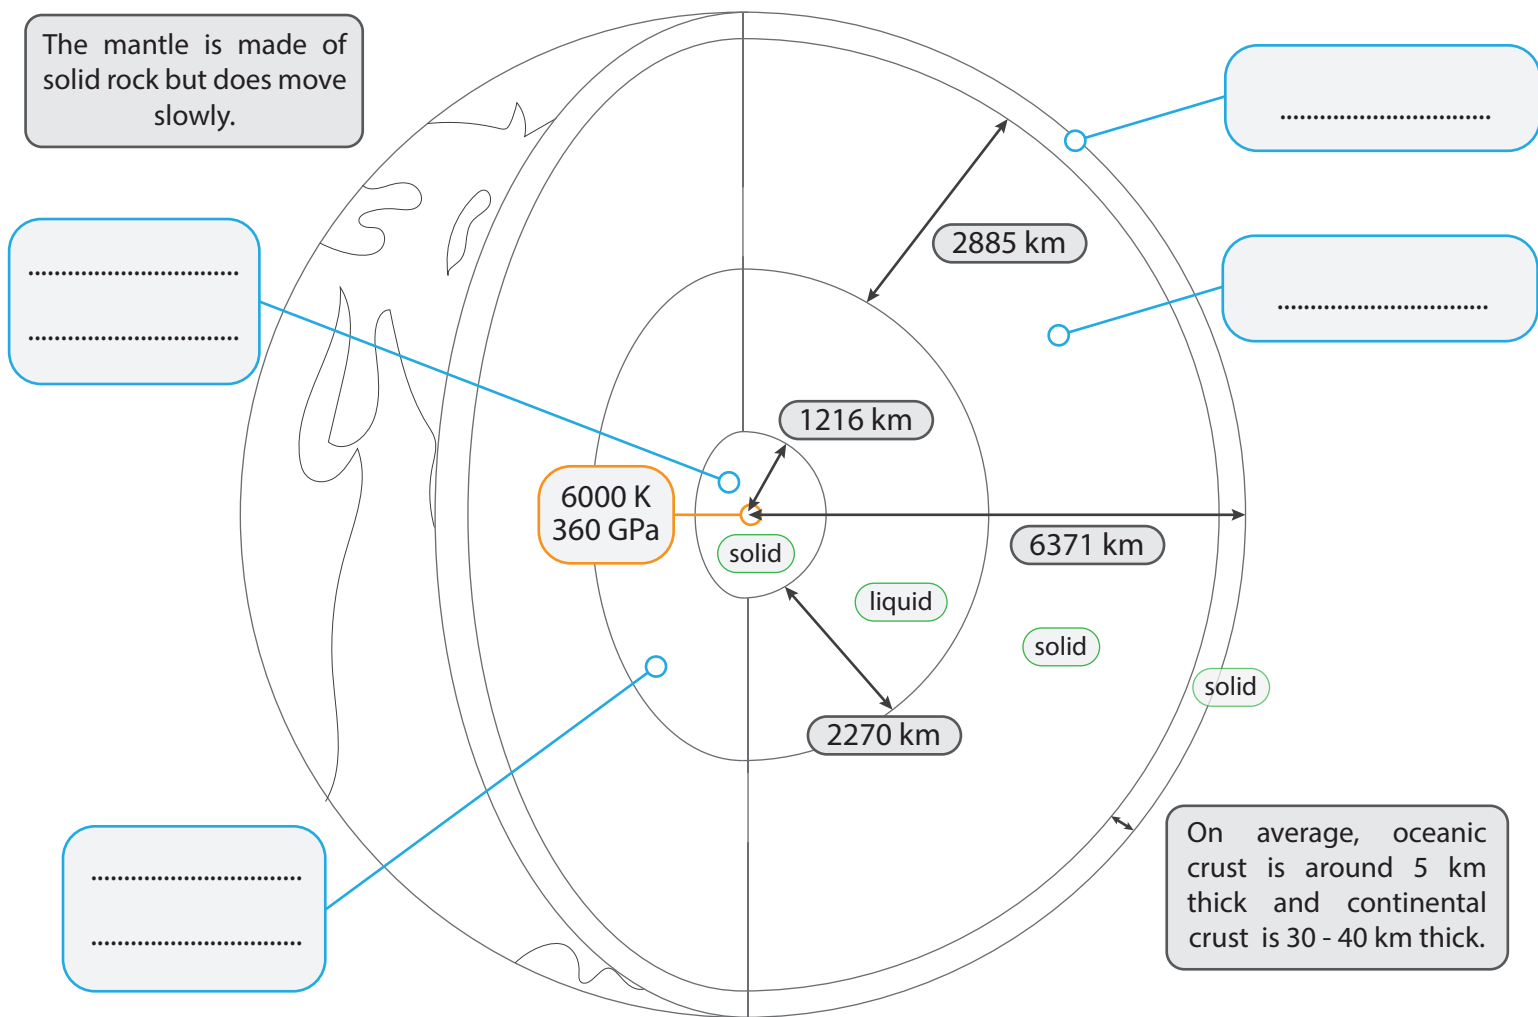 The mantle is made of
solid rock but does move
slowly.
..................................
..................................
..................................
..................................
2885 km
1216 km
6000 K
360 GPa
6371 km
solid
liquid
solid
solid
2270 km
..................................
..................................
On average, oceanic
crust is around 5 km
thick and continental
crust is 30 - 40 km thick.